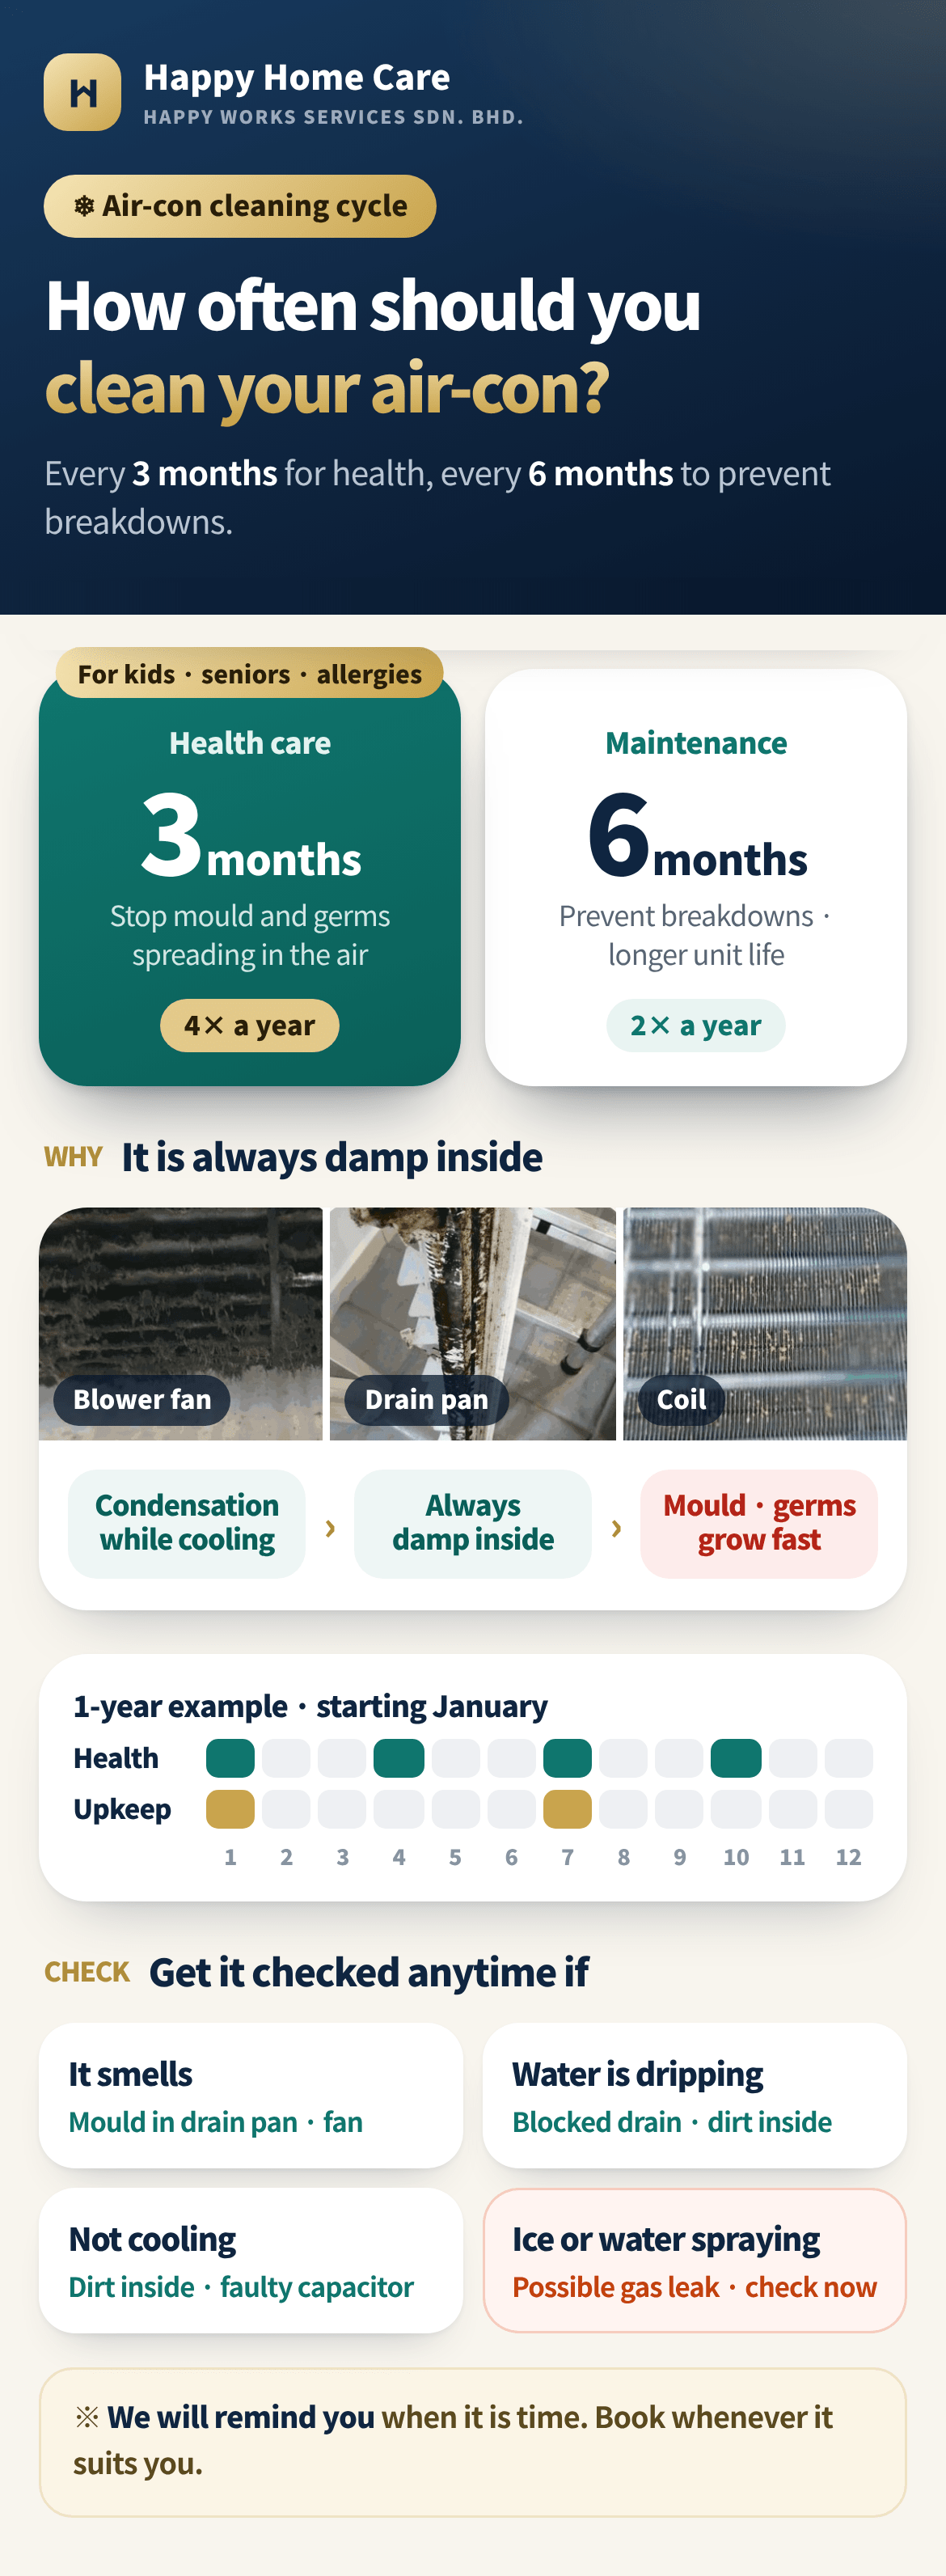 Happy Home Care
HAPPY WORKS SERVICES SDN. BHD.
❄ Air-con cleaning cycle
How often should you
clean your air-con?
Every 3 months for health, every 6 months to prevent
breakdowns.
For kids · seniors · allergies
Health care
3 months
Stop mould and germs
spreading in the air
4× a year
Maintenance
6 months
Prevent breakdowns ·
longer unit life
2× a year
WHY It is always damp inside
Blower fan
Drain pan
Coil
Condensation
while cooling
›
Always
damp inside
›
Mould · germs
grow fast
1-year example · starting January
Health
Upkeep
1 2 3 4 5 6 7 8 9 10 11 12
CHECK Get it checked anytime if
It smells
Mould in drain pan · fan
Water is dripping
Blocked drain · dirt inside
Not cooling
Dirt inside · faulty capacitor
Ice or water spraying
Possible gas leak · check now
※ We will remind you when it is time. Book whenever it
suits you.